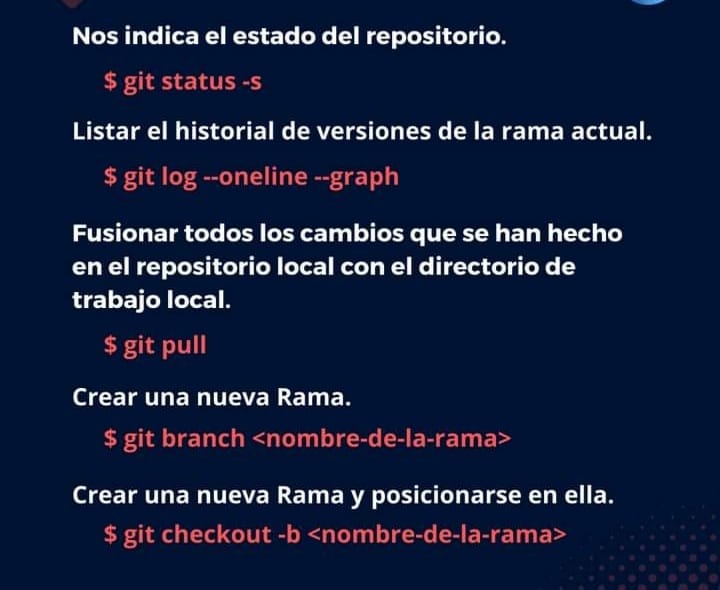 Nos indica el estado del repositorio.
$ git status -s
Listar el historial de versiones de la rama actual.
$ git log --oneline --graph
Fusionar todos los cambios que se han hecho
en el repositorio local con el directorio de
trabajo local.
$ git pull
Crear una nueva Rama.
$ git branch <nombre-de-la-rama>
Crear una nueva Rama y posicionarse en ella.
$ git checkout -b <nombre-de-la-rama>